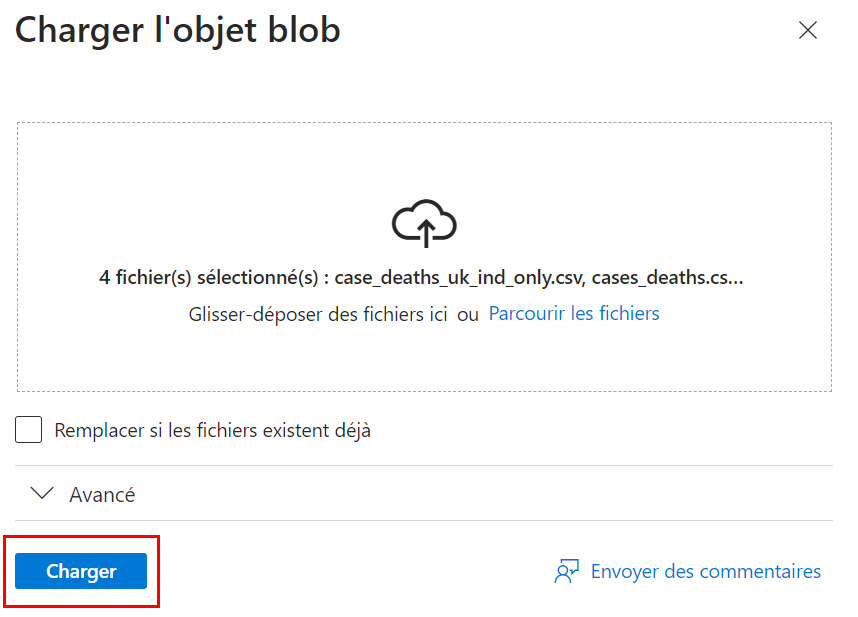 Charger l'objet blob
4 fichier(s) sélectionné(s) : case_deaths_uk_ind_only.csv, cases_deaths.cs...
Glisser-déposer des fichiers ici ou Parcourir les fichiers
Remplacer si les fichiers existent déjà
Avancé
Charger
Envoyer des commentaires